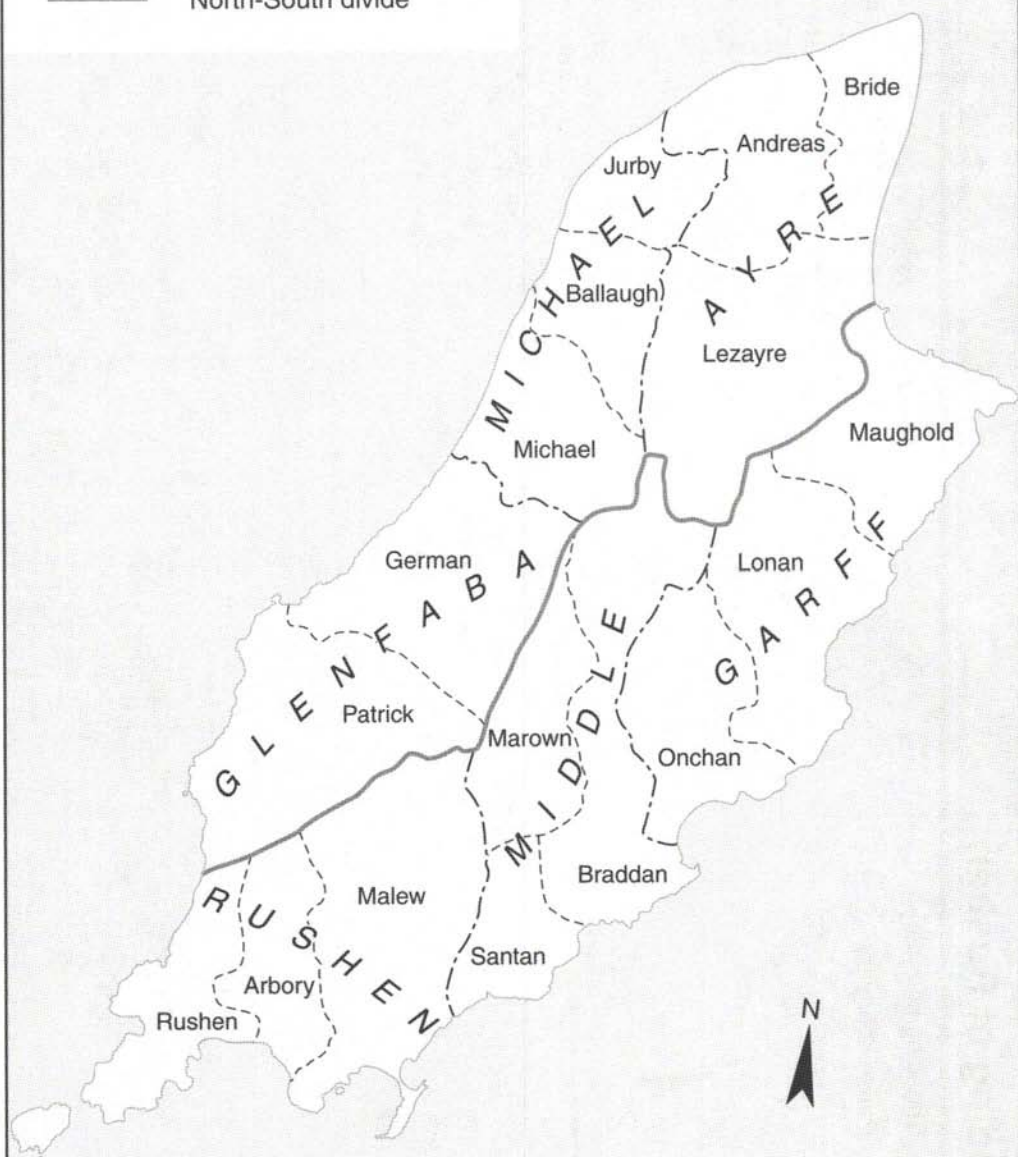 North-South divide
Bride
Andreas
Jurby
MICHAEL
AYRE
Ballaugh
Lezayre
Maughold
Michael
German
Lonan
GLENFABA
GARFF
MIDDLE
Patrick
Marown
Onchan
Braddan
Malew
RUSHEN
Santan
Arbory
Rushen
N